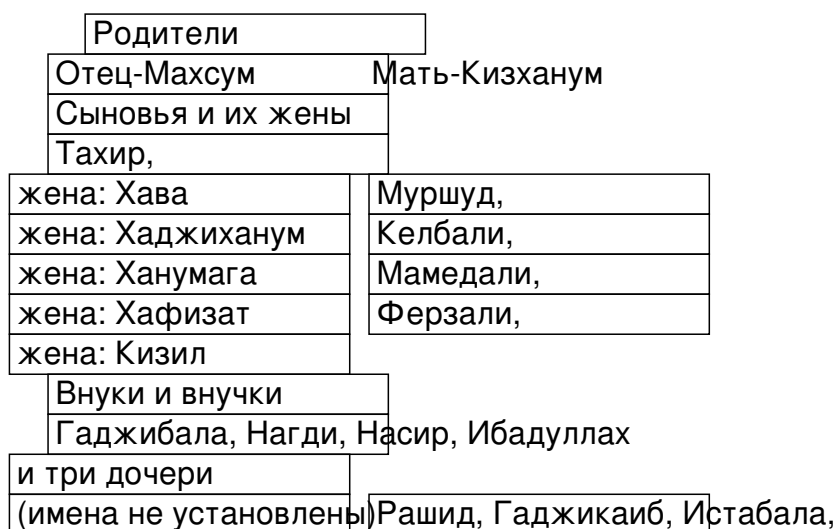 Родители
Отец-Махсум Мать-Кизханум
Сыновья и их жены
Тахир,
жена: Хава Муршуд,
жена: Хаджиханум Келбали,
жена: Ханумага Мамедали,
жена: Хафизат Ферзали,
жена: Кизил
Внуки и внучки
Гаджибала, Нагди, Насир, Ибадуллах
и три дочери
(имена не установлены)Рашид, Гаджикаиб, Истабала,